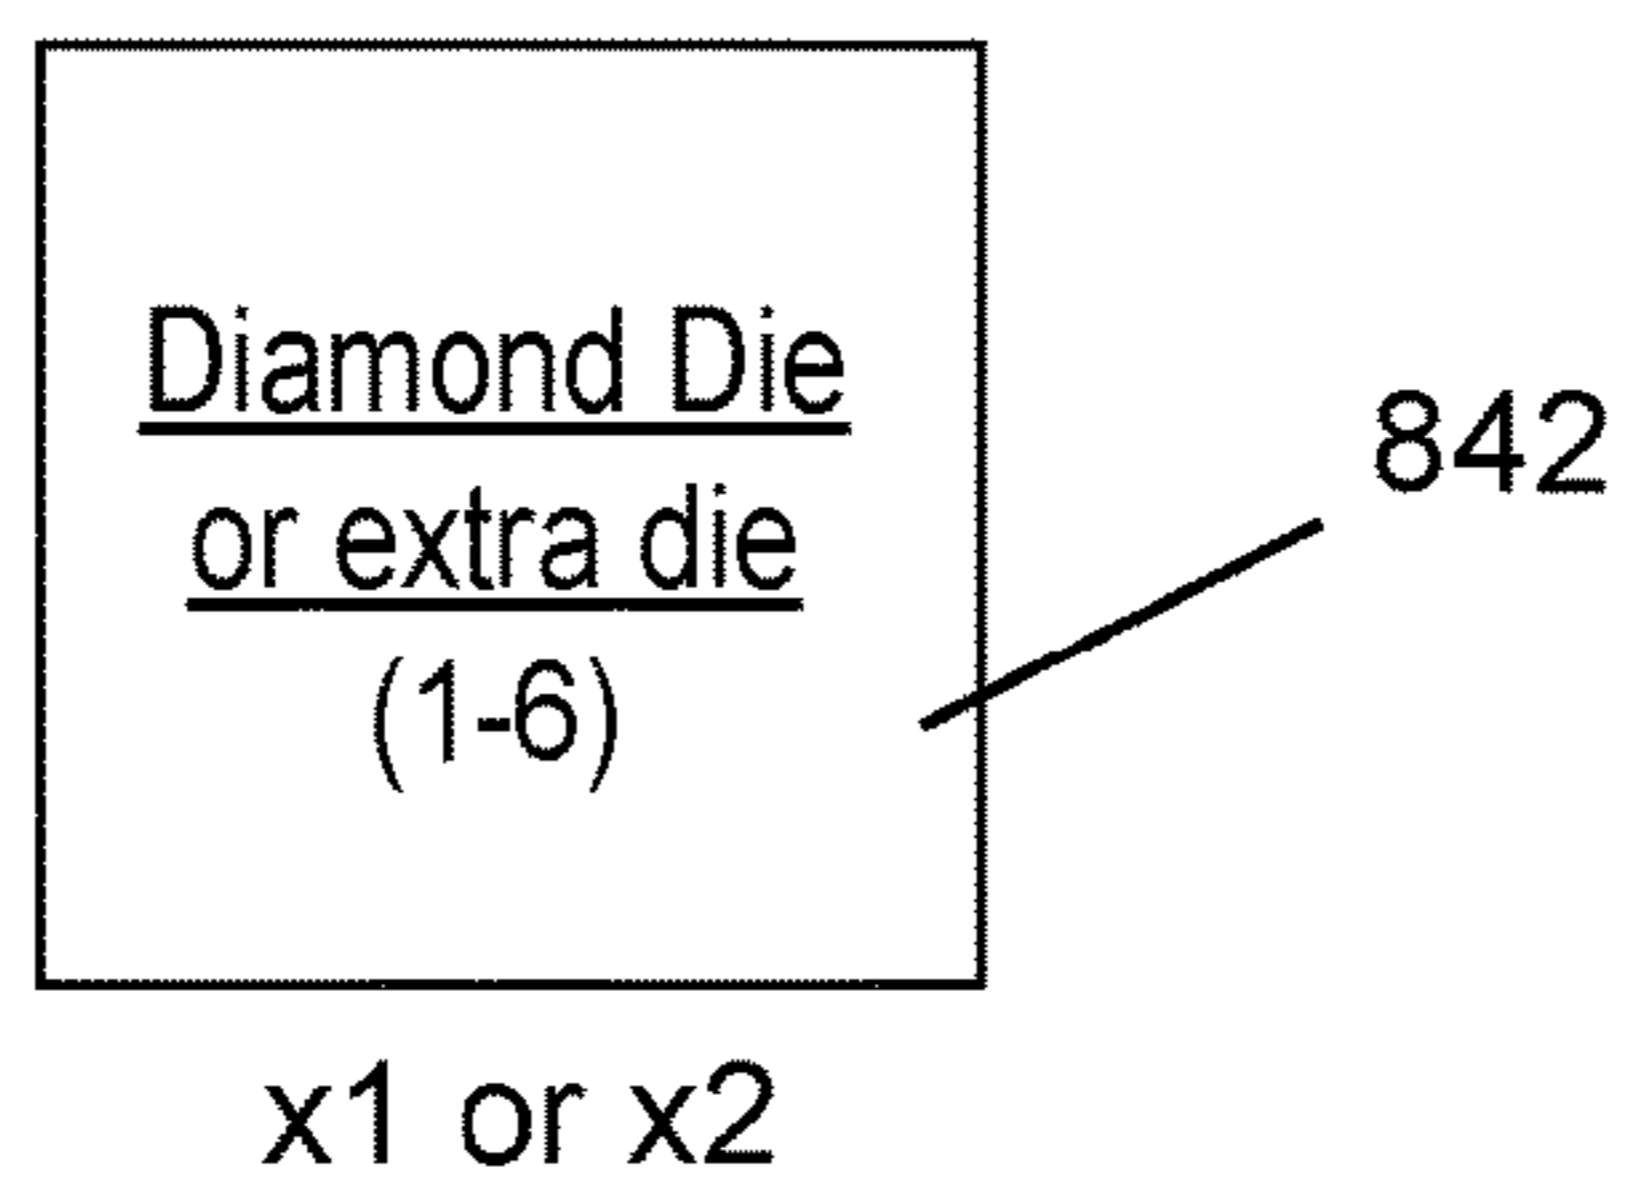 Diamond Die
or extra die
(1-6)
842
x1 or x2